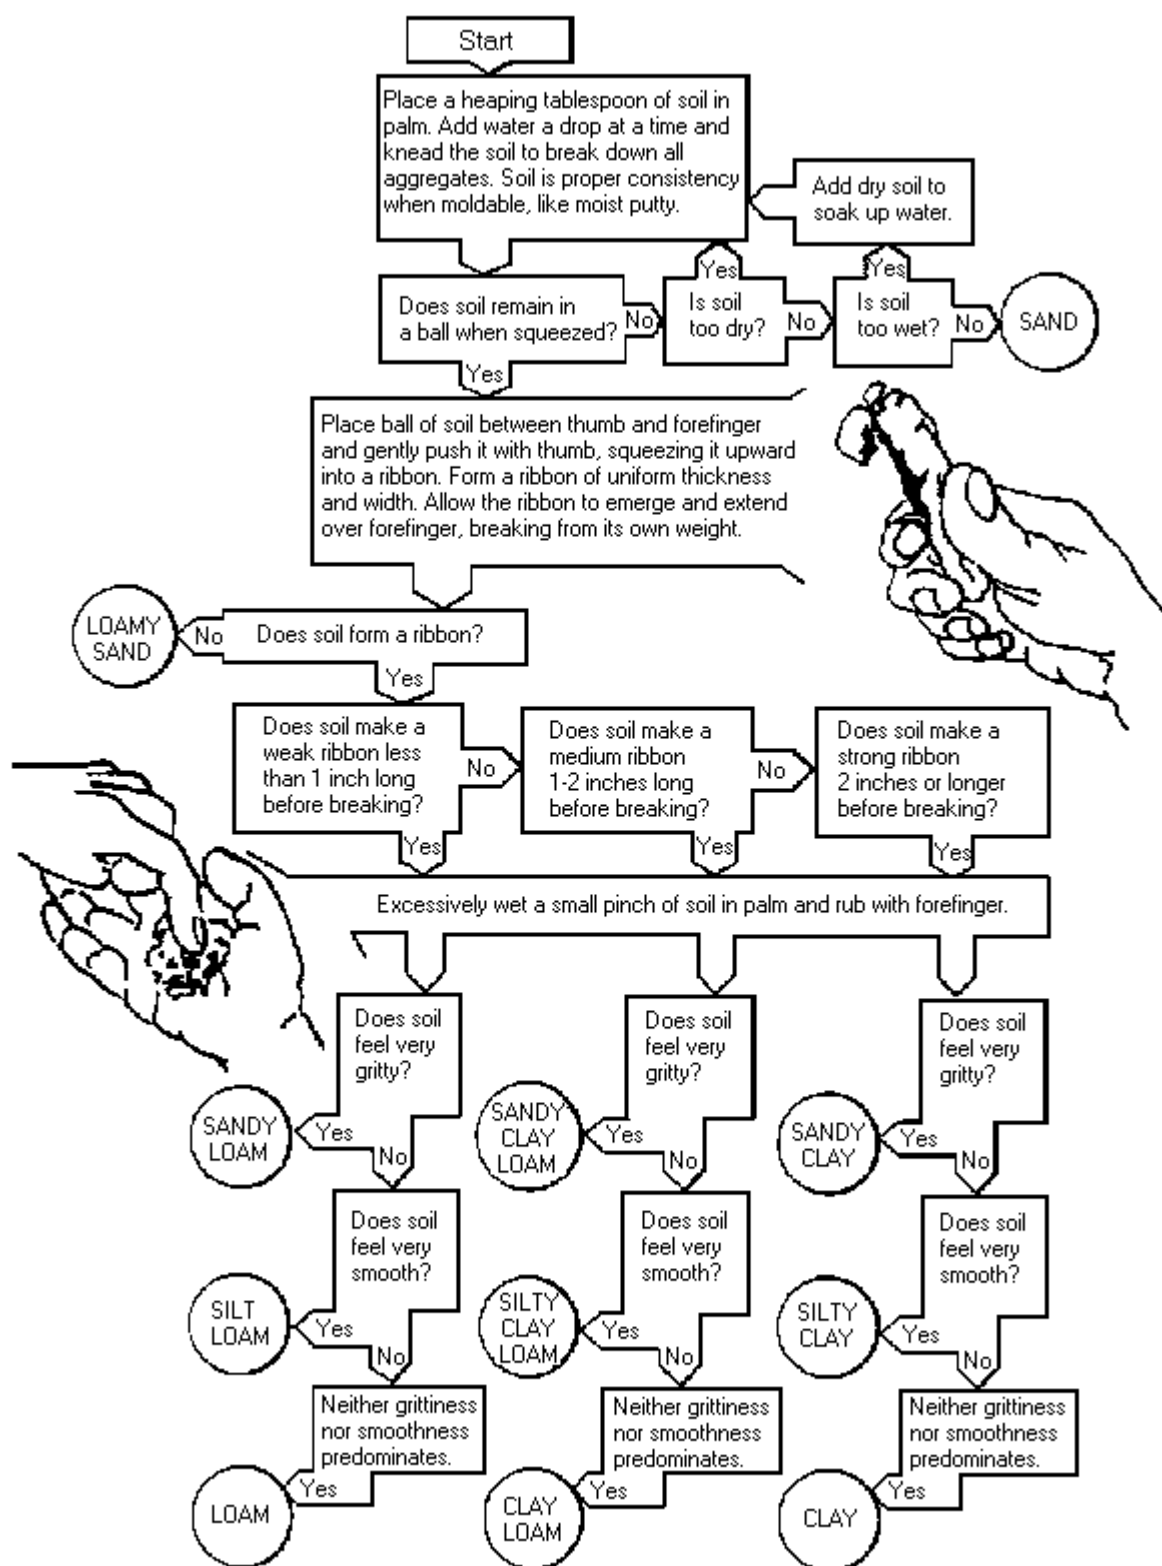 Start
Place a heaping tablespoon of soil in
palm. Add water a drop at a time and
knead the soil to break down all
aggregates. Soil is proper consistency
when moldable, like moist putty.
Add dry soil to
soak up water.
Yes
Yes
Does soil remain in
a ball when squeezed?
No
Is soil
too dry?
No
Is soil
too wet?
No
SAND
Yes
Place ball of soil between thumb and forefinger
and gently push it with thumb, squeezing it upward
into a ribbon. Form a ribbon of uniform thickness
and width. Allow the ribbon to emerge and extend
over forefinger, breaking from its own weight.
LOAMY
SAND
No
Does soil form a ribbon?
Yes
Does soil make a
weak ribbon less
than 1 inch long
before breaking?
No
Does soil make a
medium ribbon
1-2 inches long
before breaking?
No
Does soil make a
strong ribbon
2 inches or longer
before breaking?
Yes
Yes
Yes
Excessively wet a small pinch of soil in palm and rub with forefinger.
Does soil
feel very
gritty?
Does soil
feel very
gritty?
Does soil
feel very
gritty?
SANDY
LOAM
Yes
No
SANDY
CLAY
LOAM
Yes
No
SANDY
CLAY
Yes
No
Does soil
feel very
smooth?
Does soil
feel very
smooth?
Does soil
feel very
smooth?
SILT
LOAM
Yes
No
SILTY
CLAY
LOAM
Yes
No
SILTY
CLAY
Yes
No
Neither grittiness
nor smoothness
predominates.
Neither grittiness
nor smoothness
predominates.
Neither grittiness
nor smoothness
predominates.
LOAM
Yes
CLAY
LOAM
Yes
CLAY
Yes